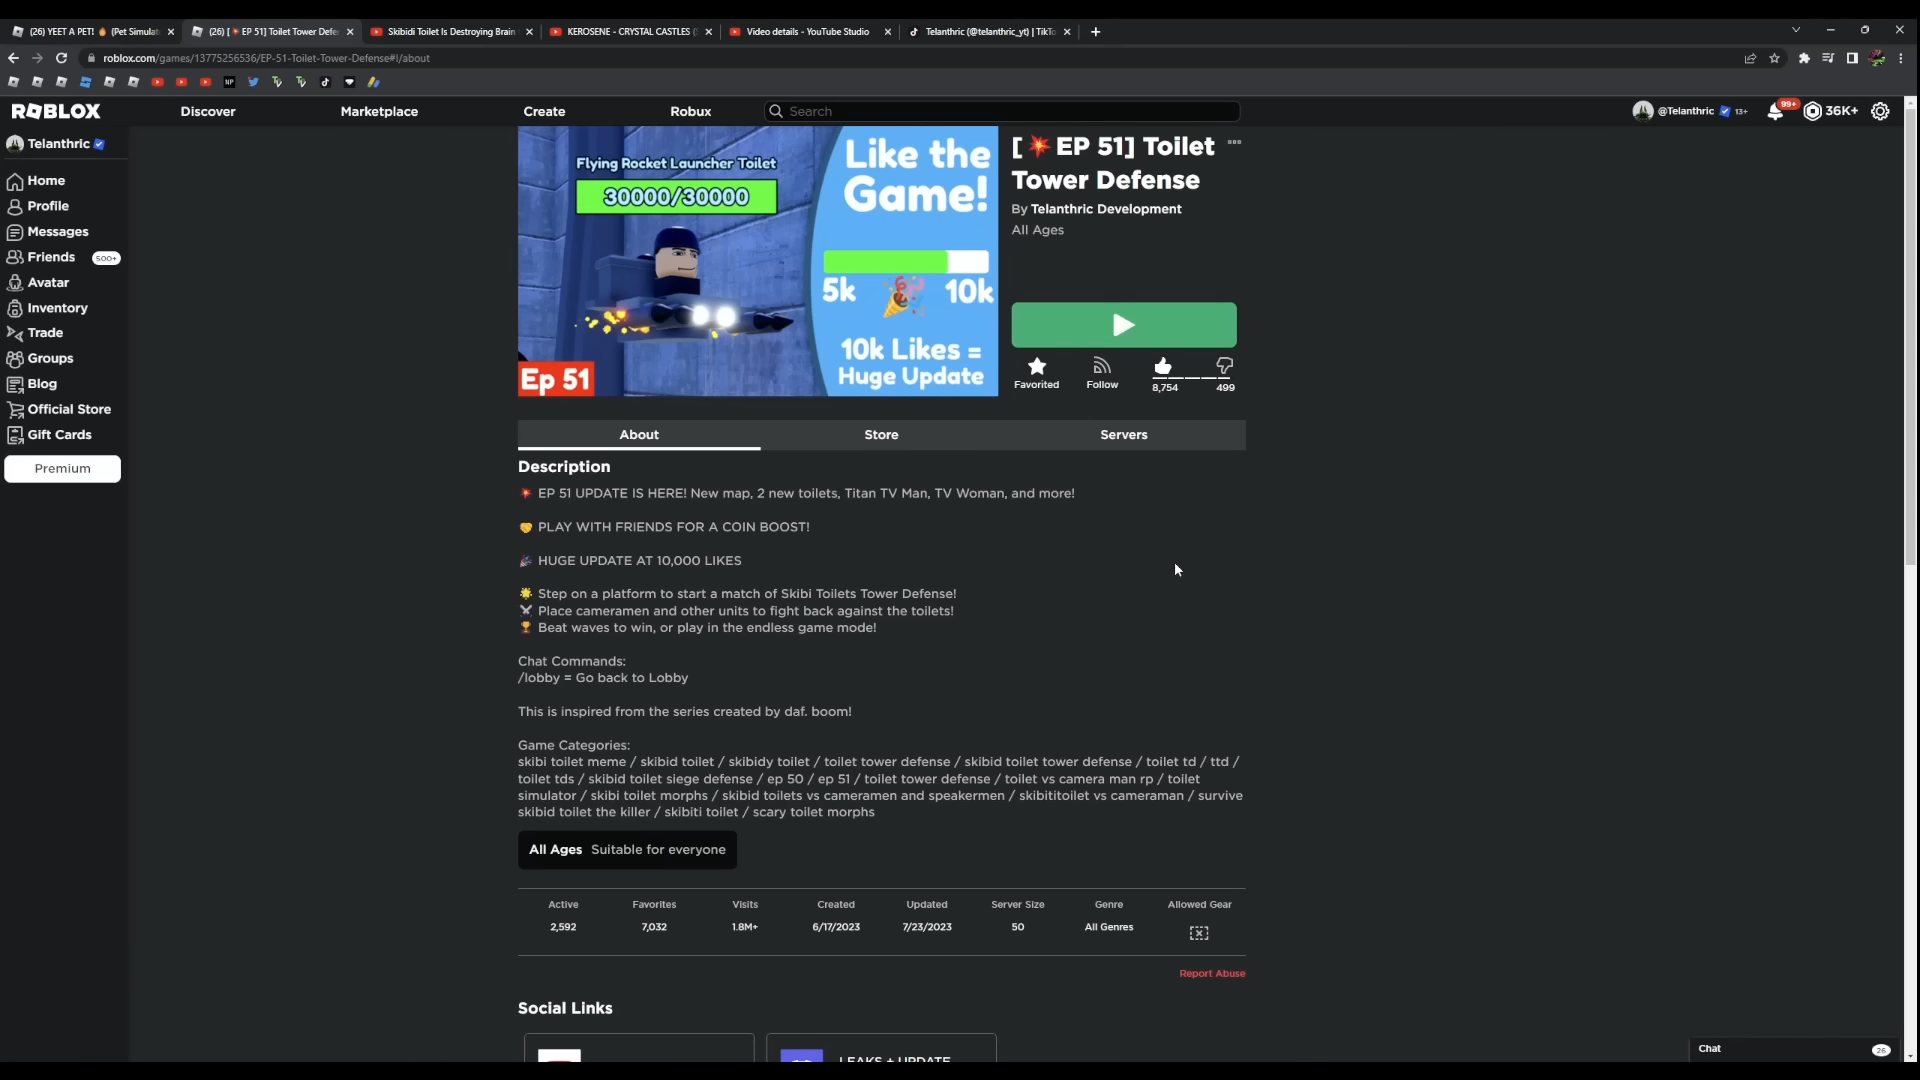 (26) YEET A PET! 🔥 (Pet Simulat
(26) [💥EP 51] Toilet Tower Defe
Skibidi Toilet Is Destroying Brain
KEROSENE - CRYSTAL CASTLES (
Video details - YouTube Studio
Telanthric (@telanthric_yt) | TikTo
roblox.com/games/13775256536/EP-51-Toilet-Tower-Defense#!/about
NP
ROBLOX
Discover
Marketplace
Create
Robux
Search
@Telanthric 13+
99+
36K+
Telanthric
Home
Profile
Messages
Friends 500+
Avatar
Inventory
Trade
Groups
Blog
Official Store
Gift Cards
Premium
Flying Rocket Launcher Toilet
30000/30000
Ep 51
Like the
Game!
5k 🎉 10k
10k Likes =
Huge Update
[💥EP 51] Toilet
Tower Defense
By Telanthric Development
All Ages
Favorited
Follow
8,754
499
About
Store
Servers
Description
💥 EP 51 UPDATE IS HERE! New map, 2 new toilets, Titan TV Man, TV Woman, and more!
🤝 PLAY WITH FRIENDS FOR A COIN BOOST!
🎉 HUGE UPDATE AT 10,000 LIKES
🌟 Step on a platform to start a match of Skibi Toilets Tower Defense!
⚔️ Place cameramen and other units to fight back against the toilets!
🏆 Beat waves to win, or play in the endless game mode!
Chat Commands:
/lobby = Go back to Lobby
This is inspired from the series created by daf. boom!
Game Categories:
skibi toilet meme / skibid toilet / skibidy toilet / toilet tower defense / skibid toilet tower defense / toilet td / ttd /
toilet tds / skibid toilet siege defense / ep 50 / ep 51 / toilet tower defense / toilet vs camera man rp / toilet
simulator / skibi toilet morphs / skibid toilets vs cameramen and speakermen / skibititoilet vs cameraman / survive
skibid toilet the killer / skibiti toilet / scary toilet morphs
All Ages Suitable for everyone
Active Favorites Visits Created Updated Server Size Genre Allowed Gear
2,592 7,032 1.8M+ 6/17/2023 7/23/2023 50 All Genres
Report Abuse
Social Links
LEAKS + UPDATE
Chat
26